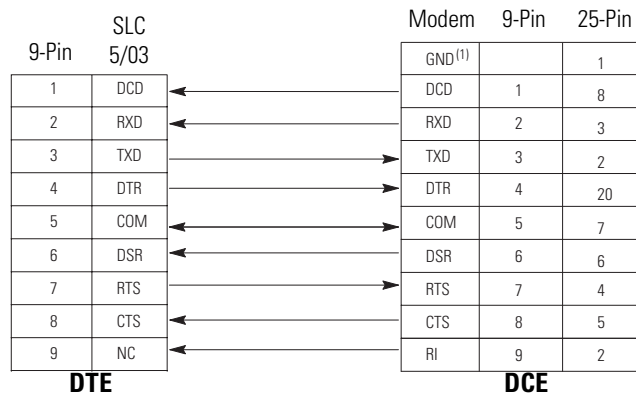 SLC
9-Pin 5/03
1 DCD
2 RXD
3 TXD
4 DTR
5 COM
6 DSR
7 RTS
8 CTS
9 NC
DTE
Modem 9-Pin 25-Pin
GND(1) 1
DCD 1 8
RXD 2 3
TXD 3 2
DTR 4 20
COM 5 7
DSR 6 6
RTS 7 4
CTS 8 5
RI 9 2
DCE